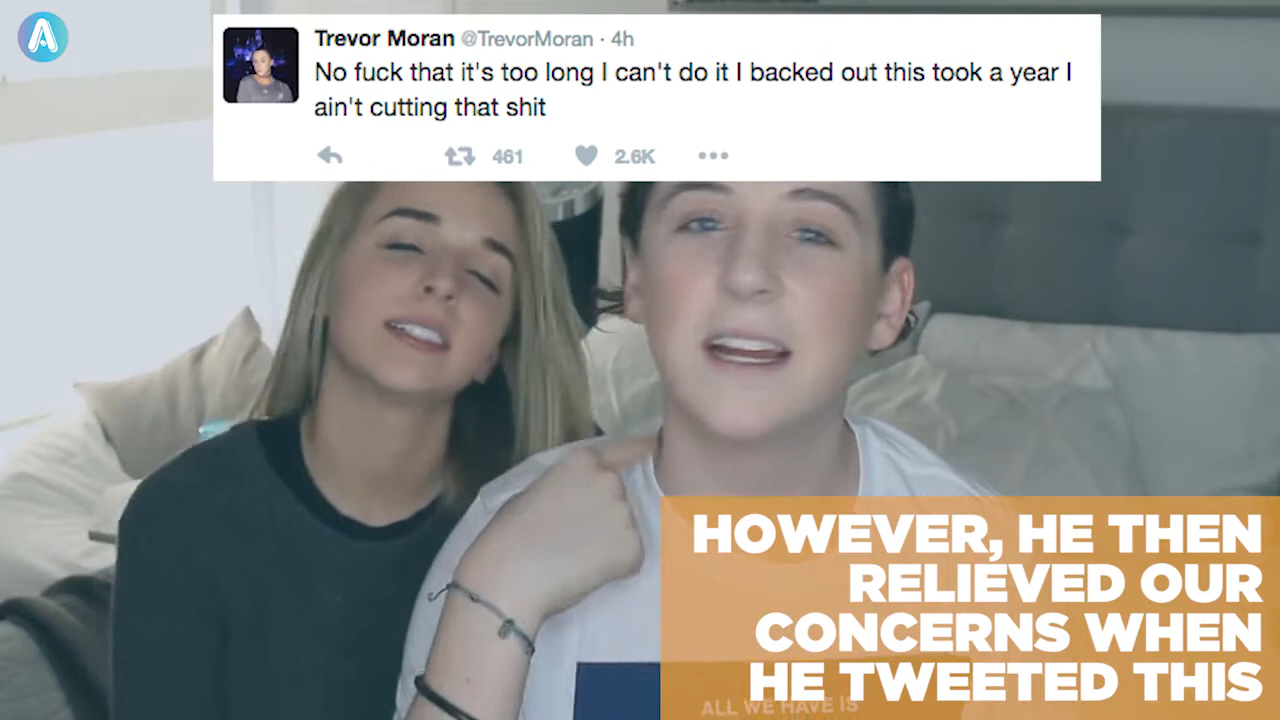 Trevor Moran @TrevorMoran · 4h
No fuck that it's too long I can't do it I backed out this took a year I
ain't cutting that shit
461 2.6K
HOWEVER, HE THEN
RELIEVED OUR
CONCERNS WHEN
HE TWEETED THIS
ALL WE HAVE IS